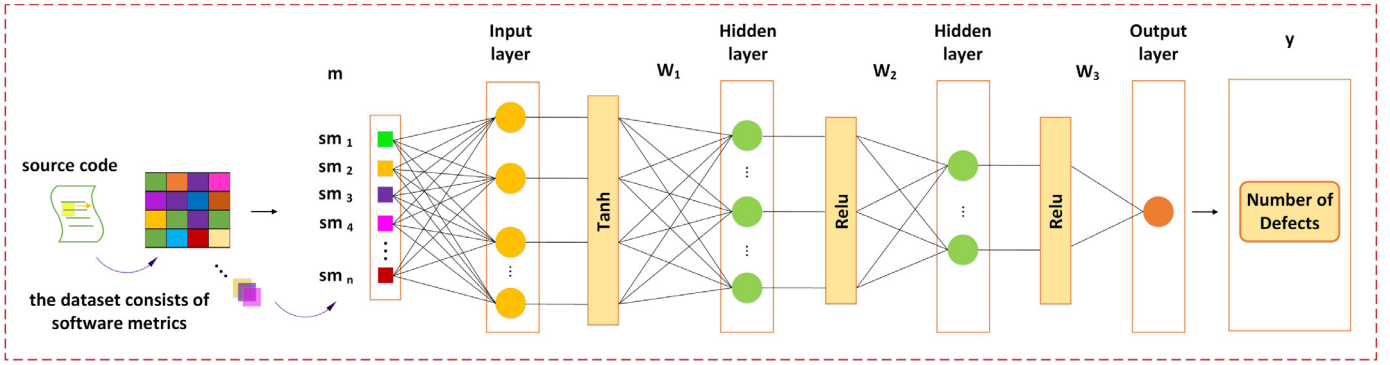 source code
the dataset consists of
software metrics
m
sm 1
sm 2
sm 3
sm 4
sm n
Input
layer
Tanh
W1
Hidden
layer
W2
Relu
Hidden
layer
W3
Relu
Output
layer
y
Number of
Defects